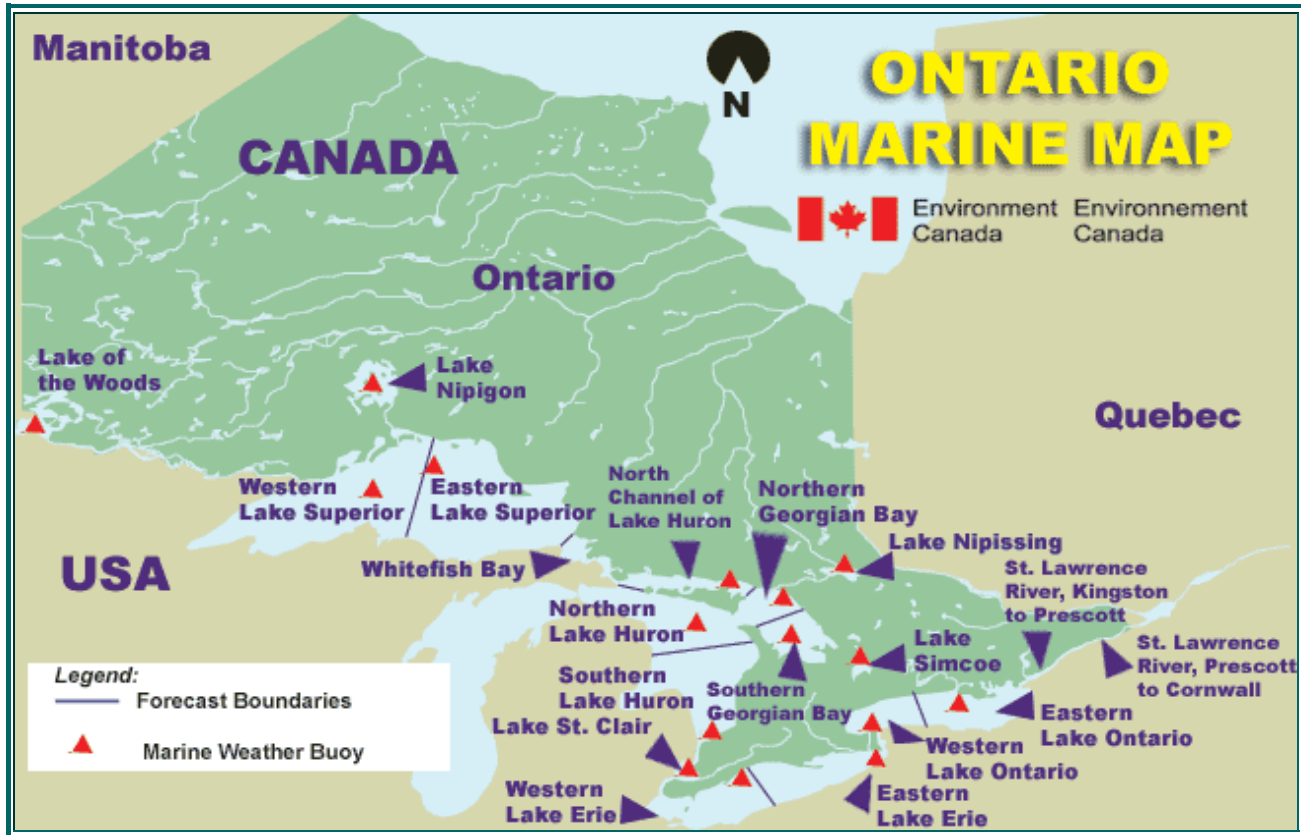 Manitoba
ONTARIO
MARINE MAP
N
CANADA
Environment Environnement
Canada Canada
Ontario
Lake of
the Woods
Lake
Nipigon
Quebec
Western
Lake Superior
Eastern
Lake Superior
North
Channel of
Lake Huron
Northern
Georgian Bay
Lake Nipissing
Whitefish Bay
USA
St. Lawrence
River, Kingston
to Prescott
Northern
Lake Huron
Lake
Simcoe
St. Lawrence
River, Prescott
to Cornwall
Legend:
Forecast Boundaries
Marine Weather Buoy
Southern
Lake Huron
Southern
Georgian Bay
Lake St. Clair
Eastern
Lake Ontario
Western
Lake Ontario
Western
Lake Erie
Eastern
Lake Erie